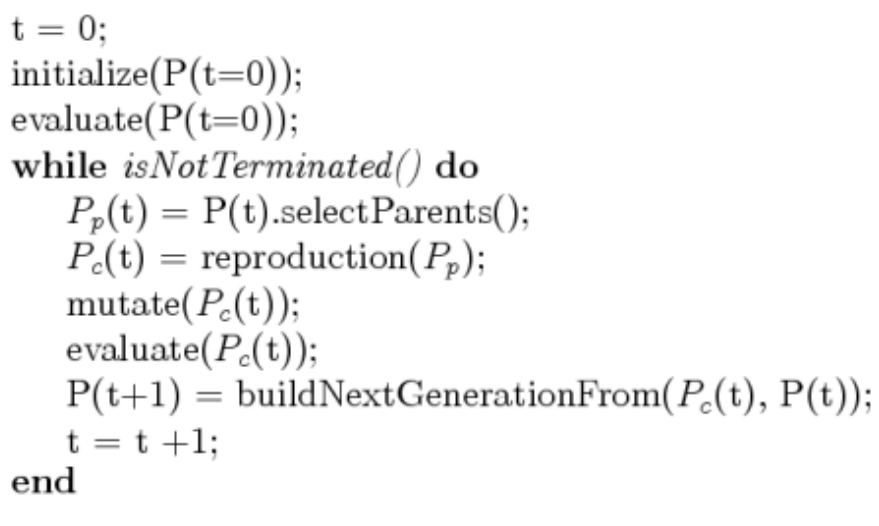 t = 0;
initialize(P(t=0));
evaluate(P(t=0));
while isNotTerminated() do
P_p(t) = P(t).selectParents();
P_c(t) = reproduction(P_p);
mutate(P_c(t));
evaluate(P_c(t));
P(t+1) = buildNextGenerationFrom(P_c(t), P(t));
t = t +1;
end